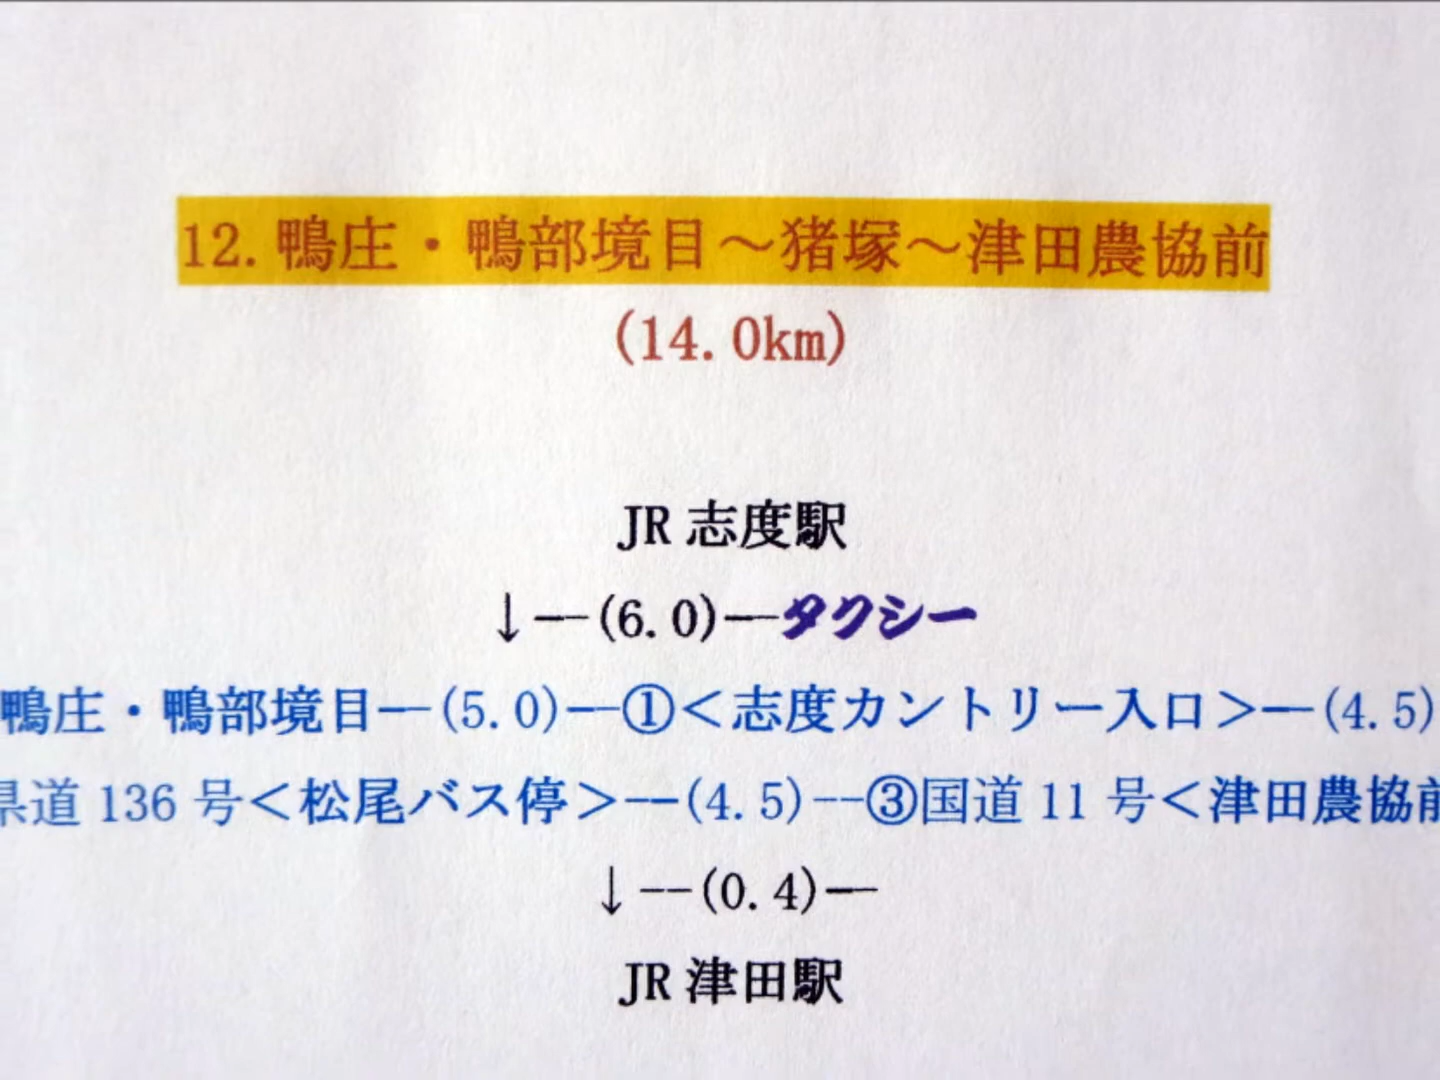 12. 鴨庄・鴨部境目～猪塚～津田農協前
(14.0km)
JR 志度駅
↓―(6.0)―タクシー
鴨庄・鴨部境目―(5.0)―①＜志度カントリー入口＞―(4.5)
県道 136 号＜松尾バス停＞--(4.5)--③国道 11 号＜津田農協前
↓--(0.4)―
JR 津田駅